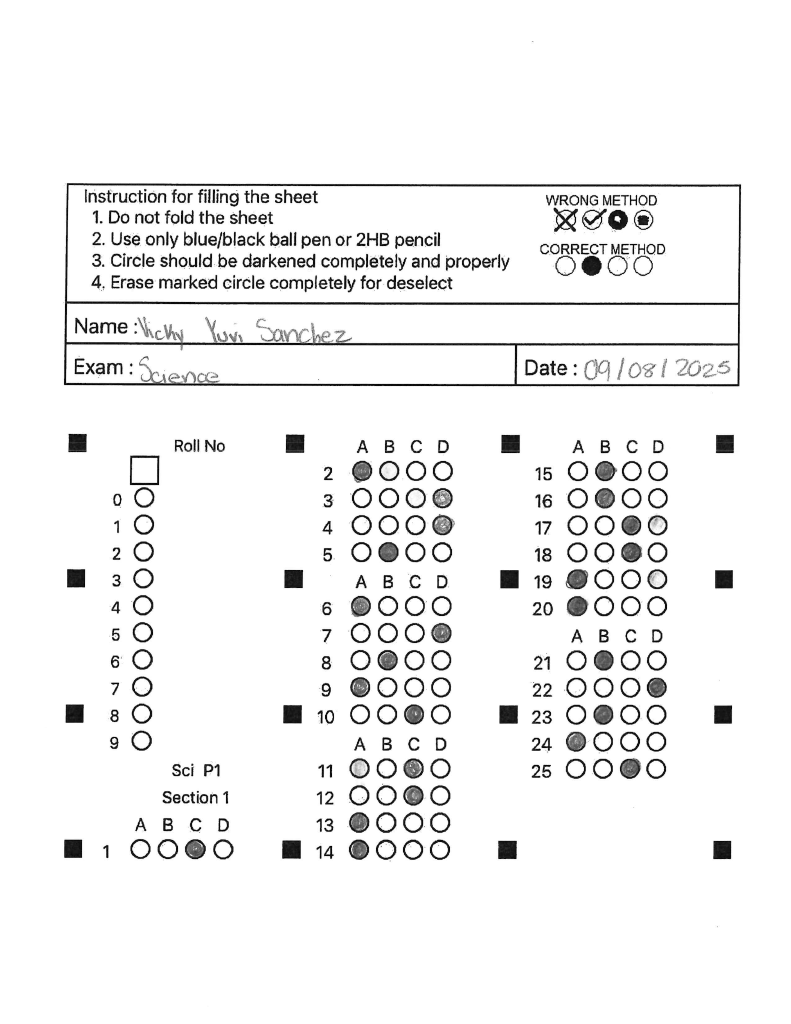 Instruction for filling the sheet
1. Do not fold the sheet
2. Use only blue/black ball pen or 2HB pencil
3. Circle should be darkened completely and properly
4. Erase marked circle completely for deselect
WRONG METHOD
CORRECT METHOD
Name : Vicky Yuvi Sanchez
Exam : Science
Date : 09/08/2025
Roll No
0
1
2
3
4
5
6
7
8
9
Sci P1
Section 1
A B C D
1
A B C D
2
3
4
5
A B C D
6
7
8
9
10
A B C D
11
12
13
14
A B C D
15
16
17
18
19
20
A B C D
21
22
23
24
25